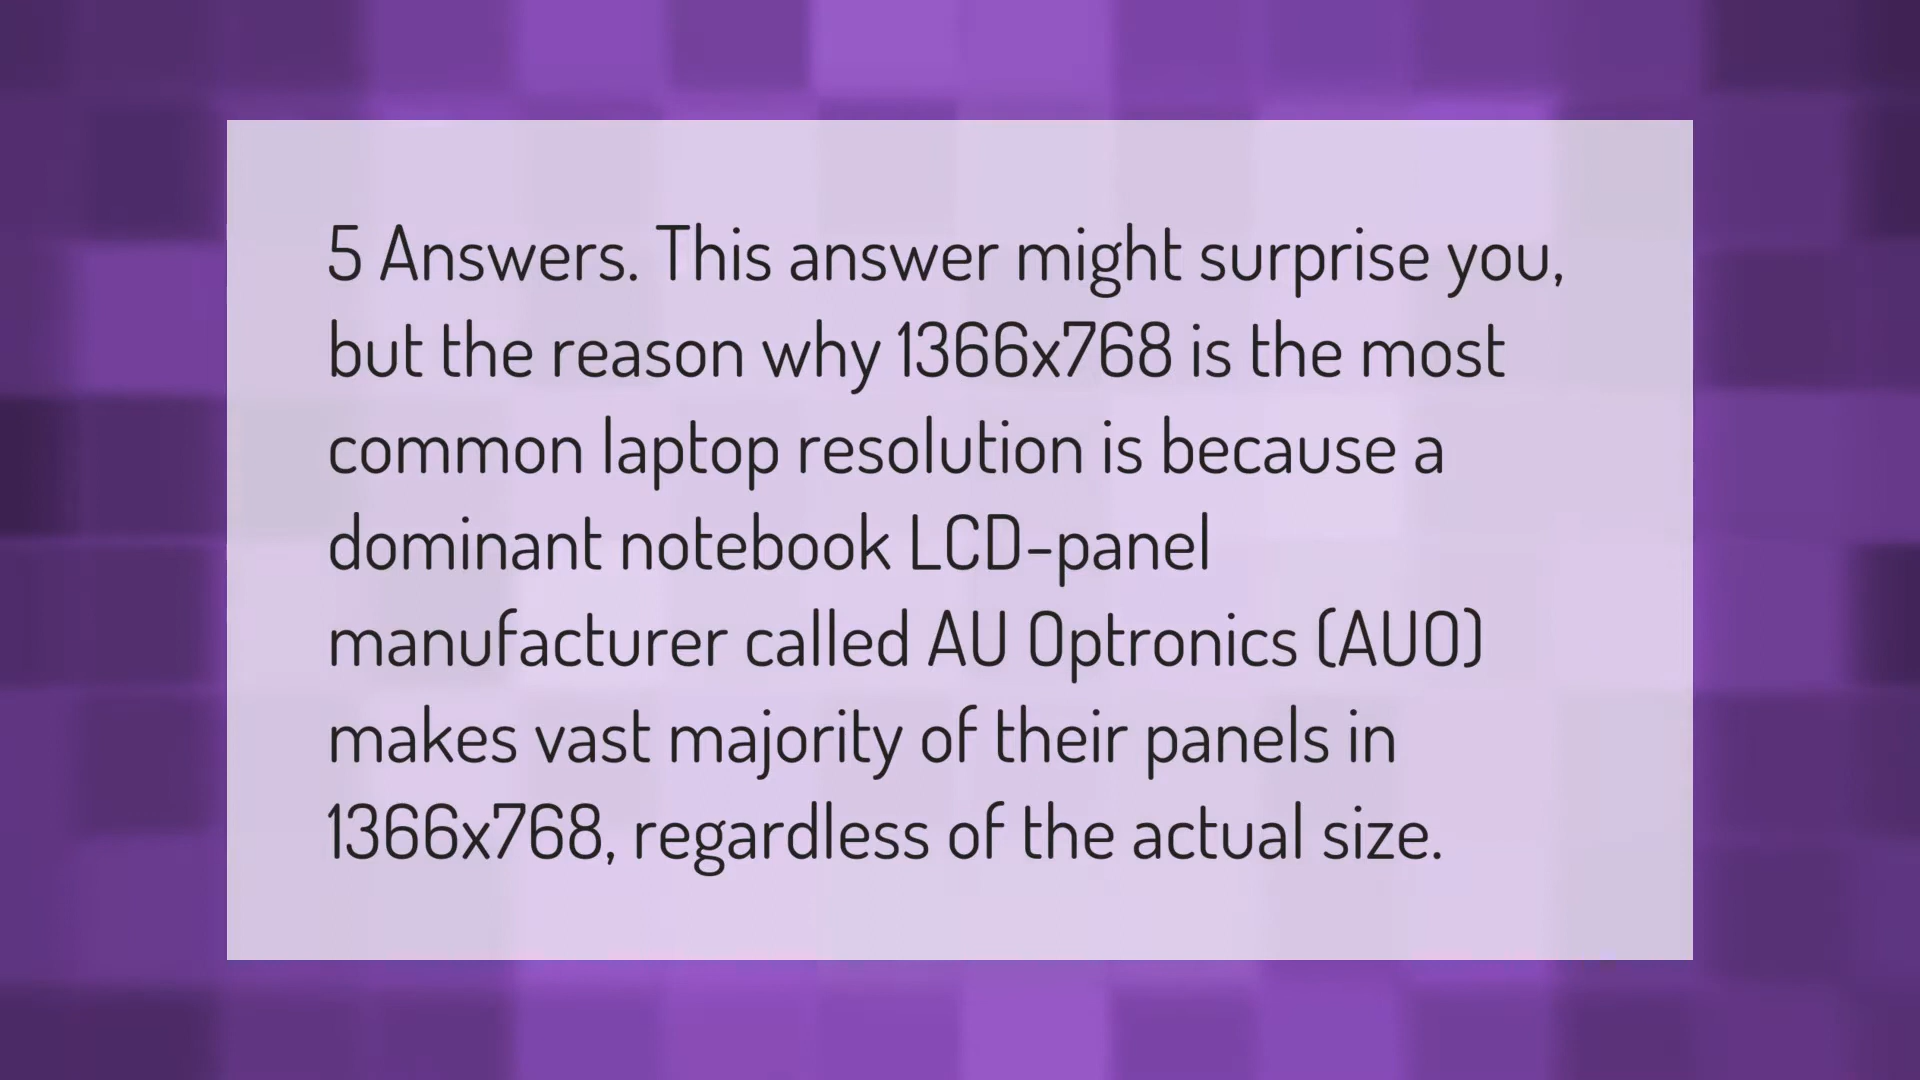 5 Answers. This answer might surprise you,
but the reason why 1366x768 is the most
common laptop resolution is because a
dominant notebook LCD-panel
manufacturer called AU Optronics (AUO)
makes vast majority of their panels in
1366x768, regardless of the actual size.